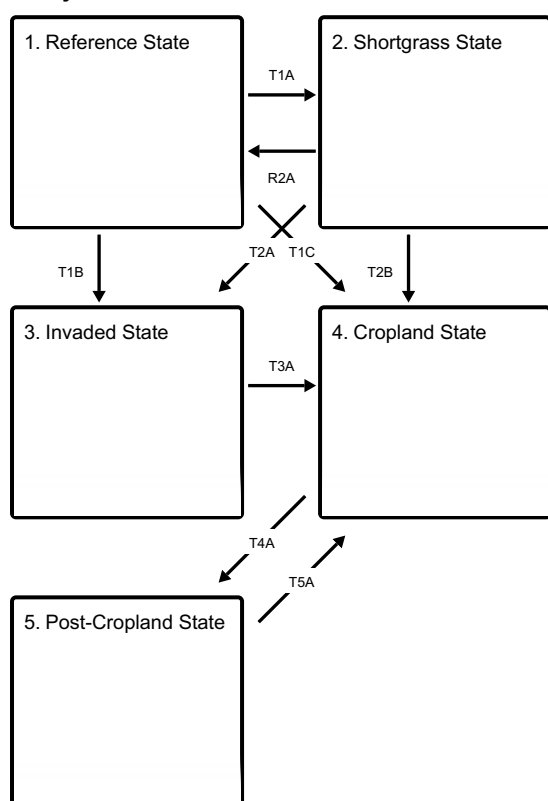 1. Reference State
2. Shortgrass State
T1A
R2A
T2A
T1C
T1B
T2B
3. Invaded State
4. Cropland State
T3A
T4A
T5A
5. Post-Cropland State